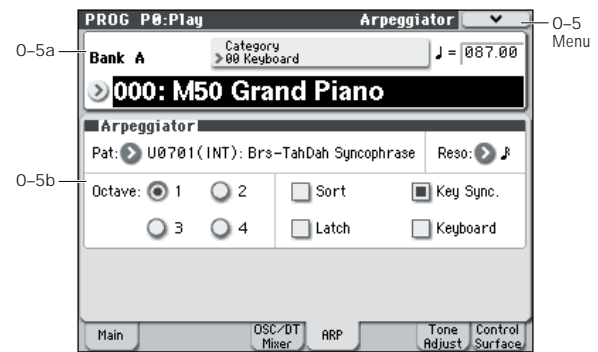 PROG P0:Play Arpeggiator
0–5
Menu
0–5a
Bank A
Category
00 Keyboard
♩ = 087.00
000: M50 Grand Piano
Arpeggiator
Pat: U0701(INT): Brs-TahDah Syncophrase Reso: ♪
0–5b
Octave: 1 2 Sort Key Sync.
3 4 Latch Keyboard
Main OSC/DT Mixer ARP Tone Adjust Control Surface